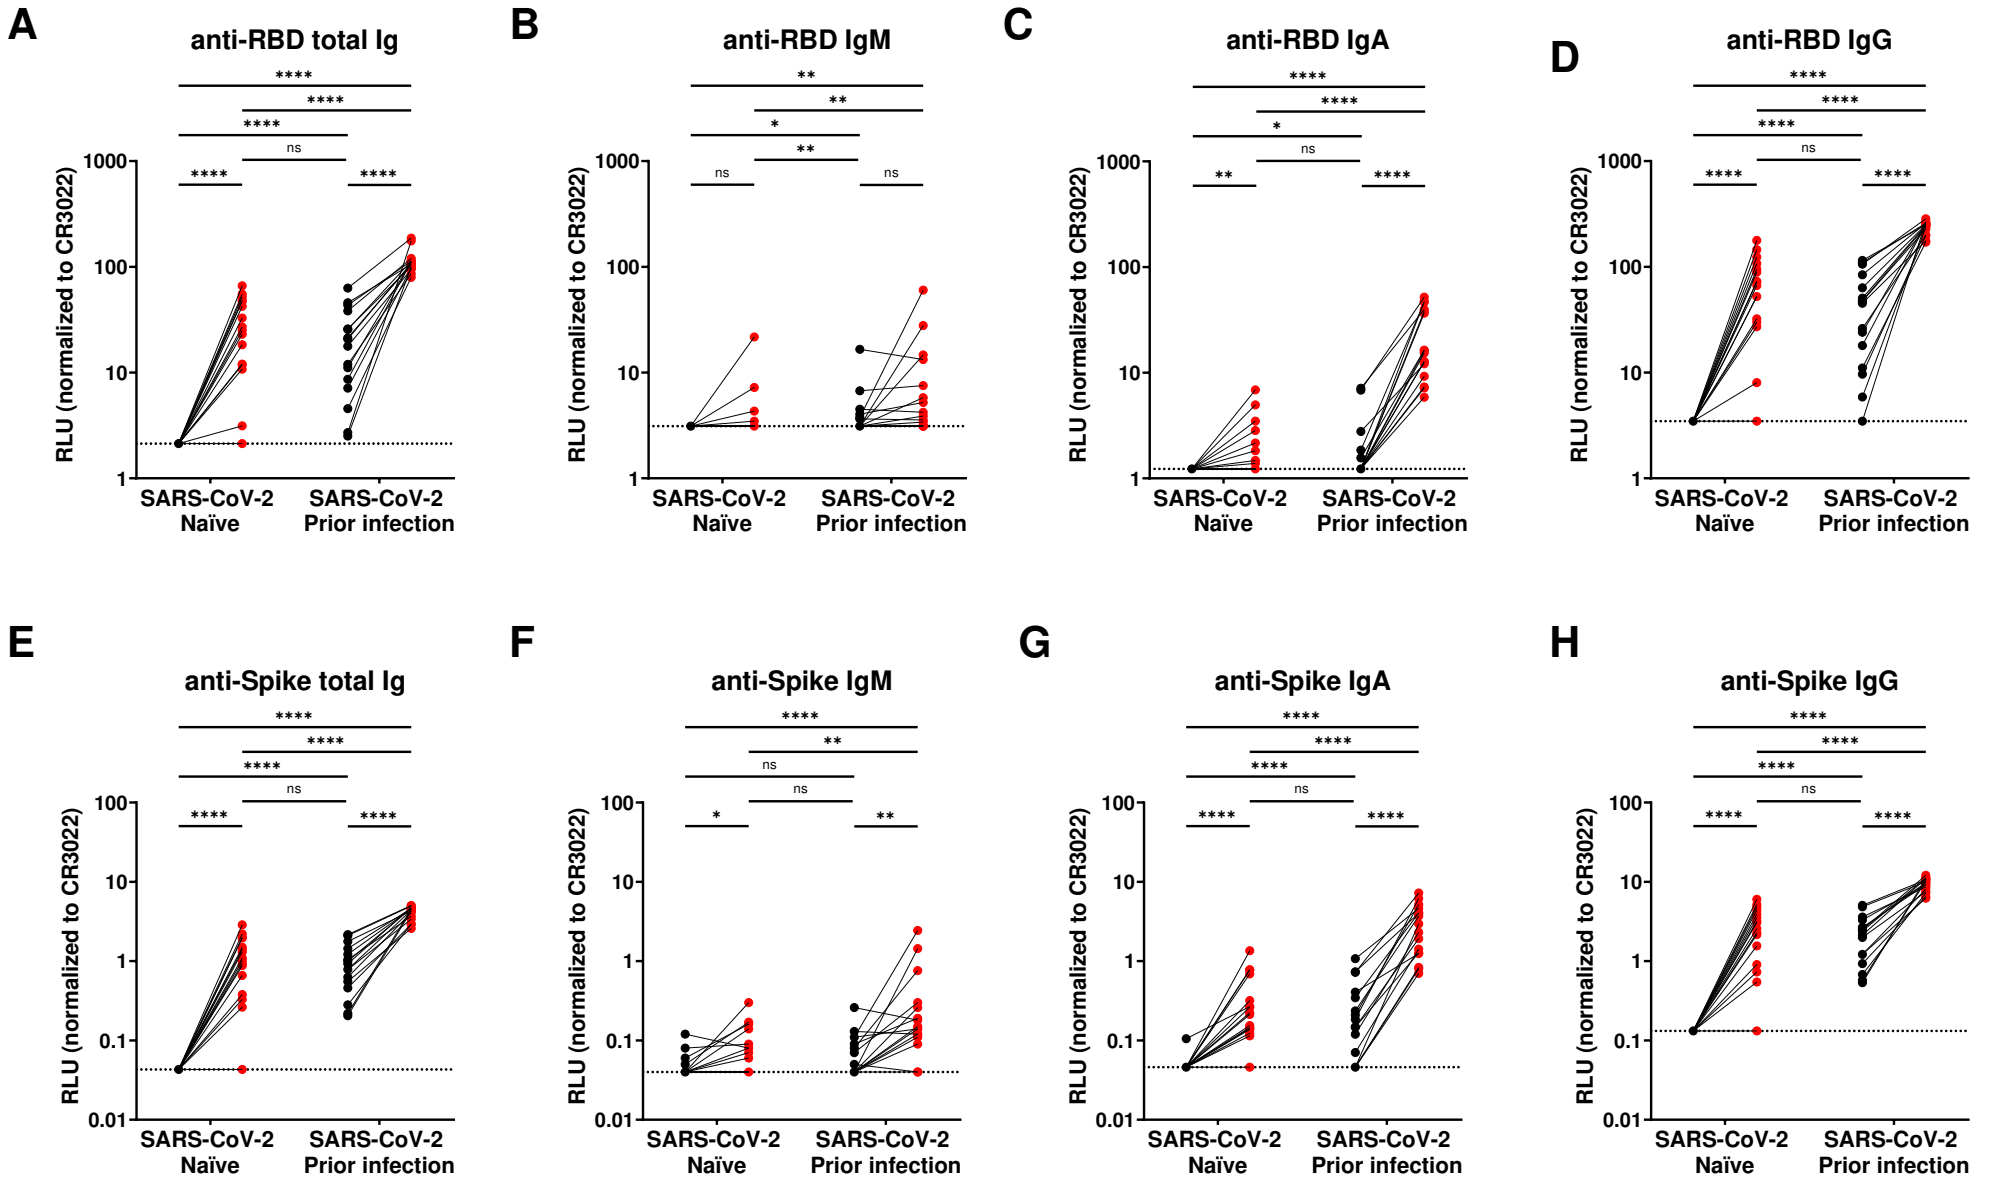 A
anti-RBD total Ig
****
****
****
ns
****
****
RLU (normalized to CR3022)
1000
100
10
1
SARS-CoV-2
Naïve
SARS-CoV-2
Prior infection
B
anti-RBD IgM
**
**
*
**
ns
ns
RLU (normalized to CR3022)
1000
100
10
1
SARS-CoV-2
Naïve
SARS-CoV-2
Prior infection
C
anti-RBD IgA
****
****
*
ns
**
****
RLU (normalized to CR3022)
1000
100
10
1
SARS-CoV-2
Naïve
SARS-CoV-2
Prior infection
D
anti-RBD IgG
****
****
****
ns
****
****
RLU (normalized to CR3022)
1000
100
10
1
SARS-CoV-2
Naïve
SARS-CoV-2
Prior infection
E
anti-Spike total Ig
****
****
****
ns
****
****
RLU (normalized to CR3022)
100
10
1
0.1
0.01
SARS-CoV-2
Naïve
SARS-CoV-2
Prior infection
F
anti-Spike IgM
****
**
ns
ns
*
**
RLU (normalized to CR3022)
100
10
1
0.1
0.01
SARS-CoV-2
Naïve
SARS-CoV-2
Prior infection
G
anti-Spike IgA
****
****
****
ns
****
****
RLU (normalized to CR3022)
100
10
1
0.1
0.01
SARS-CoV-2
Naïve
SARS-CoV-2
Prior infection
H
anti-Spike IgG
****
****
****
ns
****
****
RLU (normalized to CR3022)
100
10
1
0.1
0.01
SARS-CoV-2
Naïve
SARS-CoV-2
Prior infection